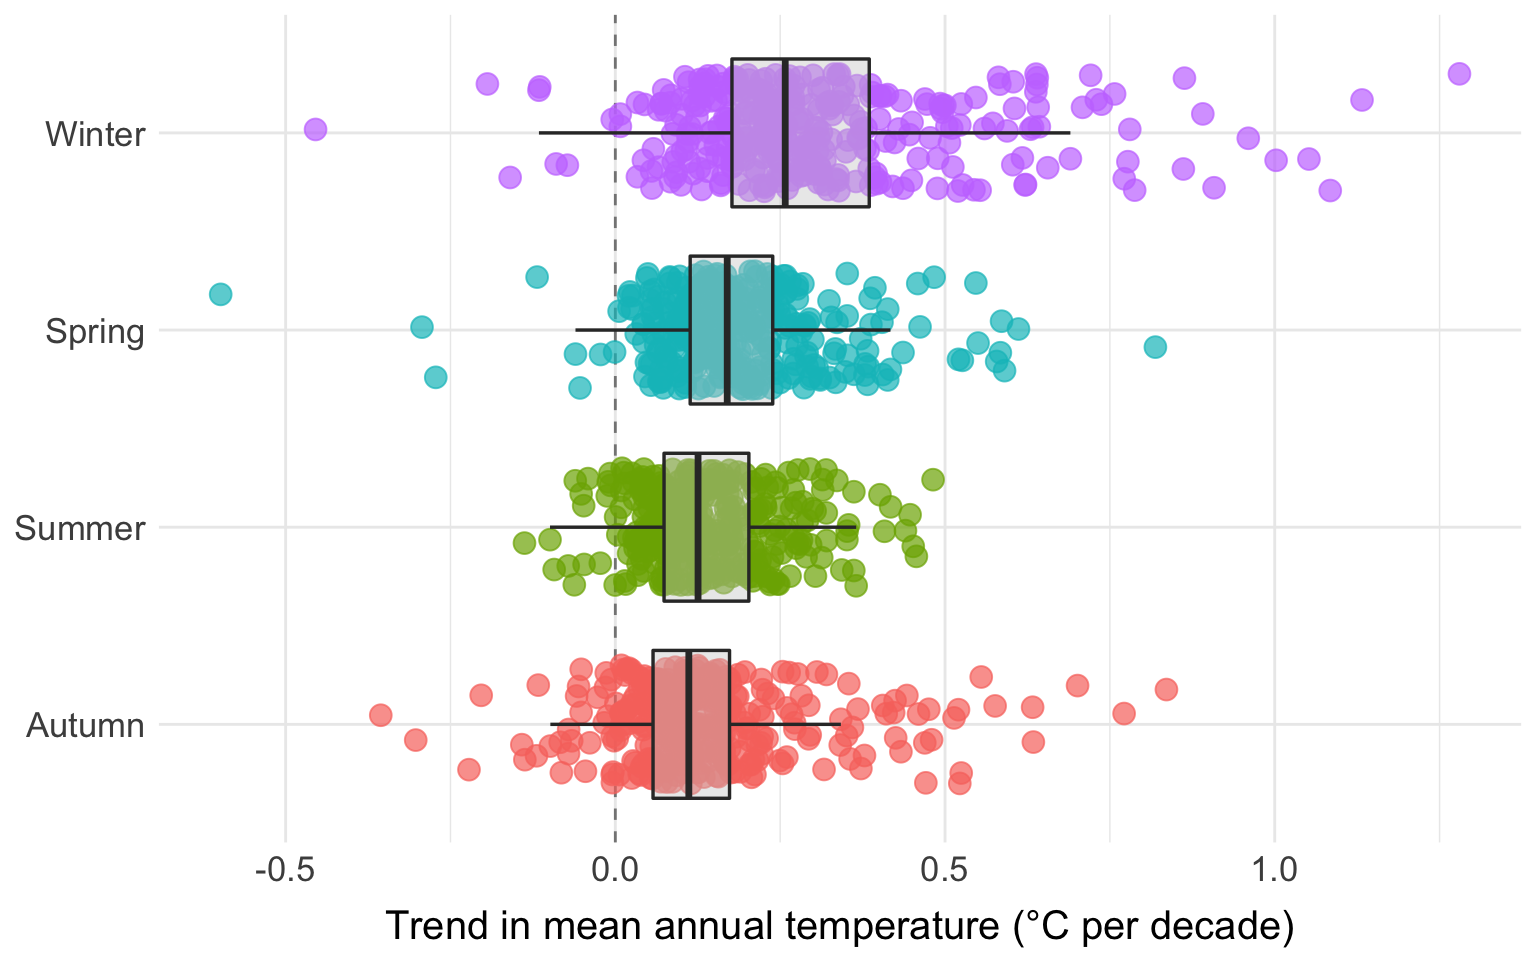 Winter
Spring
Summer
Autumn
-0.5 0.0 0.5 1.0
Trend in mean annual temperature (°C per decade)